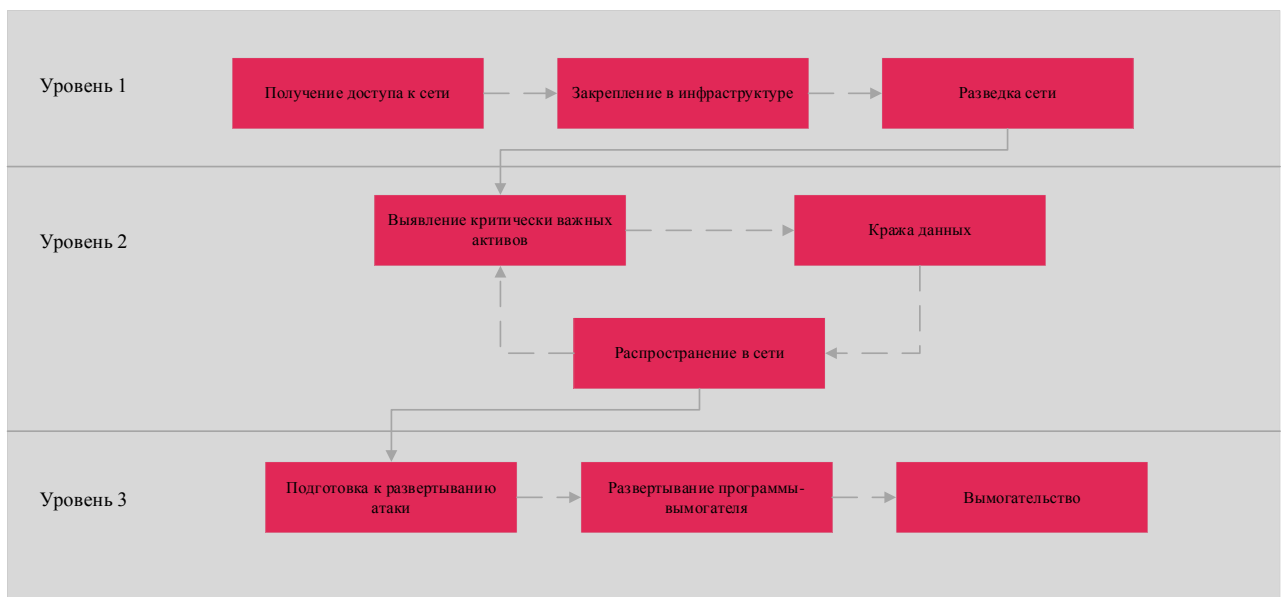 Уровень 1
Получение доступа к сети
Закрепление в инфраструктуре
Разведка сети
Уровень 2
Выявление критически важных
активов
Кража данных
Распространение в сети
Уровень 3
Подготовка к развертыванию
атаки
Развертывание программы-
вымогателя
Вымогательство